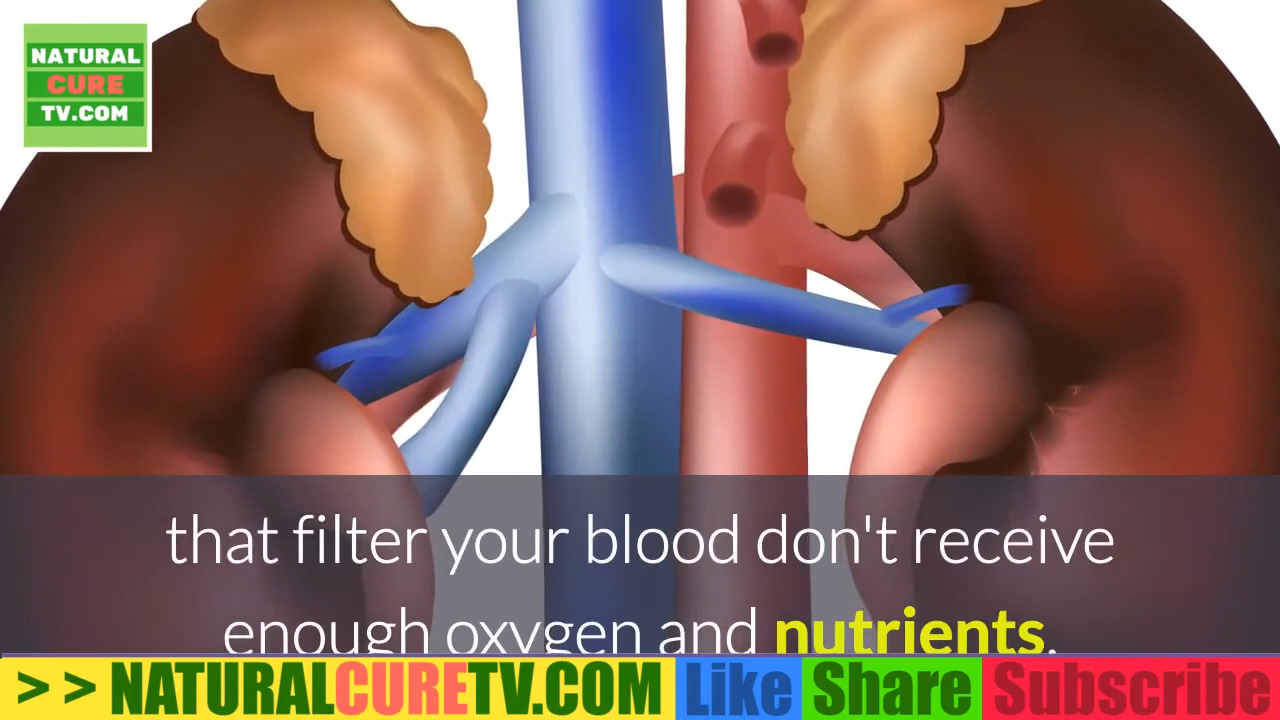 NATURAL
CURE
TV.COM
that filter your blood don't receive
enough oxygen and nutrients.
> > NATURALCURETV.COM Like Share Subscribe